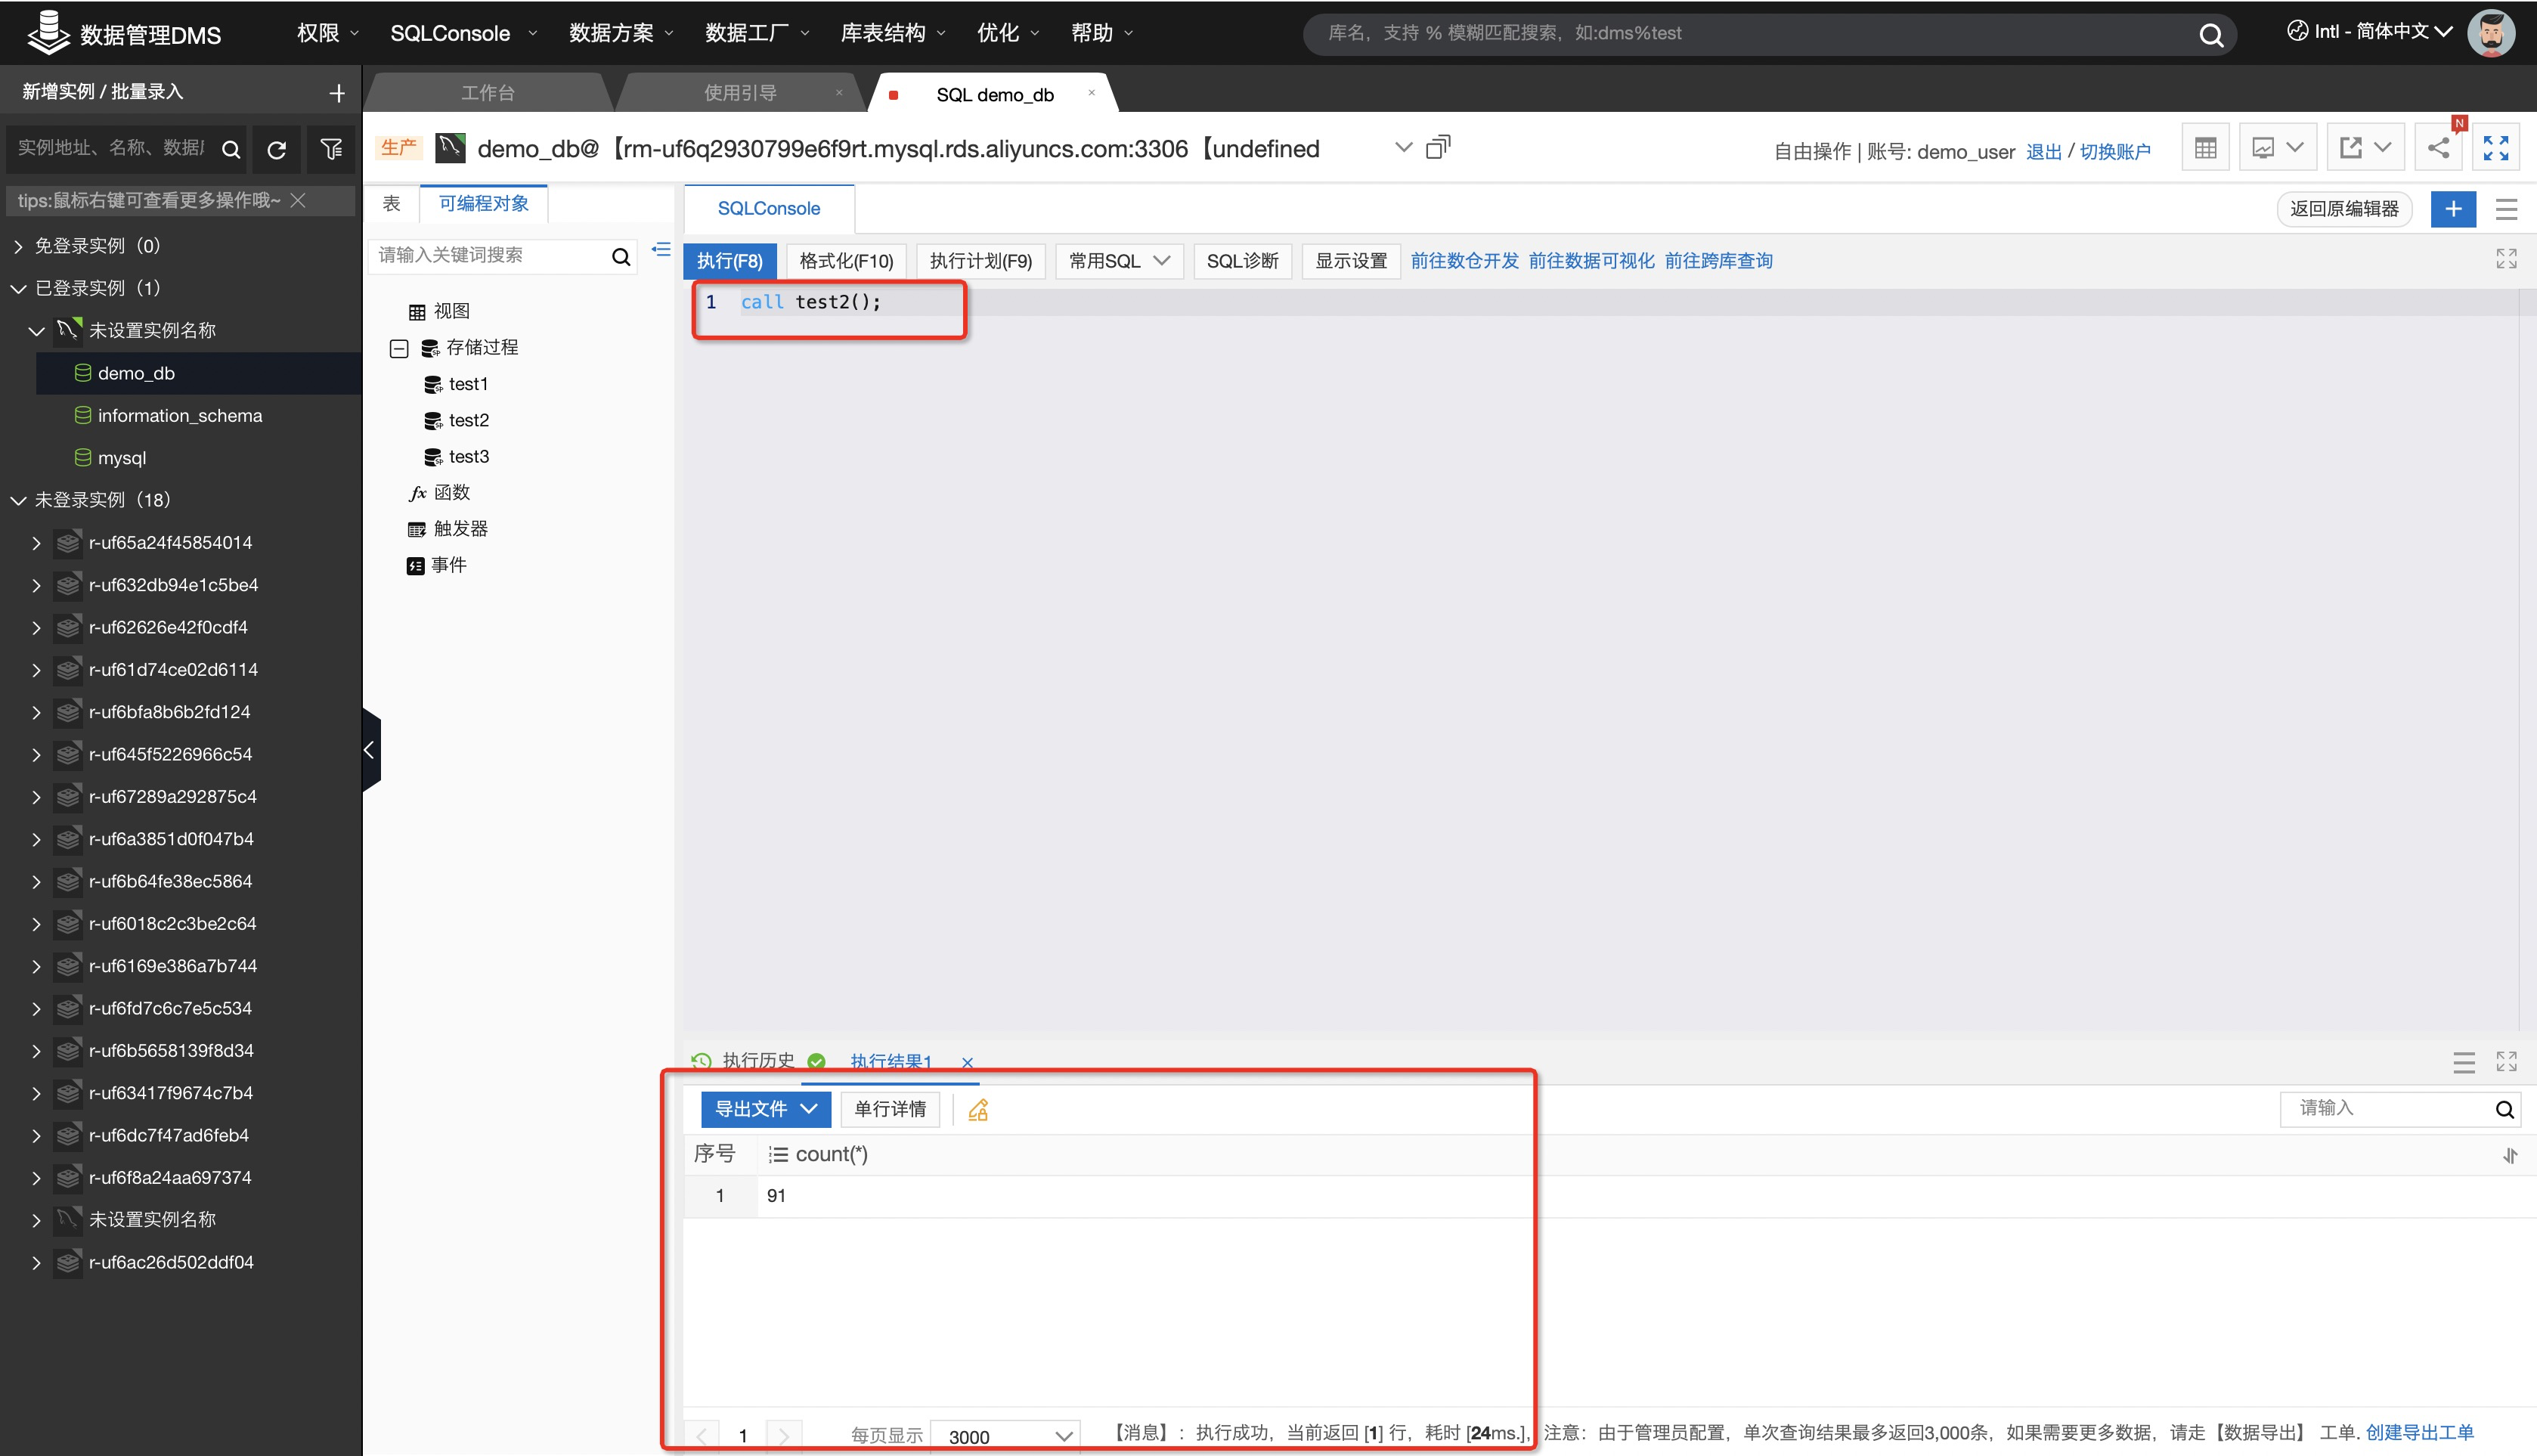 数据管理DMS 权限 SQLConsole 数据方案 数据工厂 库表结构 优化 帮助 库名，支持 % 模糊匹配搜索，如:dms%test Intl - 简体中文
新增实例 / 批量录入 +
工作台 使用引导 × SQL demo_db ×
实例地址、名称、数据库
生产 demo_db@【rm-uf6q2930799e6f9rt.mysql.rds.aliyuncs.com:3306【undefined 自由操作 | 账号: demo_user 退出 / 切换账户 N
tips:鼠标右键可查看更多操作哦~
免登录实例（0）
已登录实例（1）
未设置实例名称
demo_db
information_schema
mysql
未登录实例（18）
r-uf65a24f45854014
r-uf632db94e1c5be4
r-uf62626e42f0cdf4
r-uf61d74ce02d6114
r-uf6bfa8b6b2fd124
r-uf645f5226966c54
r-uf67289a292875c4
r-uf6a3851d0f047b4
r-uf6b64fe38ec5864
r-uf6018c2c3be2c64
r-uf6169e386a7b744
r-uf6fd7c6c7e5c534
r-uf6b5658139f8d34
r-uf63417f9674c7b4
r-uf6dc7f47ad6feb4
r-uf6f8a24aa697374
未设置实例名称
r-uf6ac26d502ddf04
表 可编程对象
请输入关键词搜索
视图
存储过程
test1
test2
test3
fx 函数
触发器
事件
SQLConsole 返回原编辑器 +
执行(F8) 格式化(F10) 执行计划(F9) 常用SQL SQL诊断 显示设置 前往数仓开发 前往数据可视化 前往跨库查询
1 call test2();
执行历史 执行结果1 ×
导出文件 单行详情 请输入
序号 count(*)
1 91
1 每页显示 3000 【消息】：执行成功，当前返回 [1] 行，耗时 [24ms.]，注意：由于管理员配置，单次查询结果最多返回3,000条，如果需要更多数据，请走【数据导出】 工单. 创建导出工单